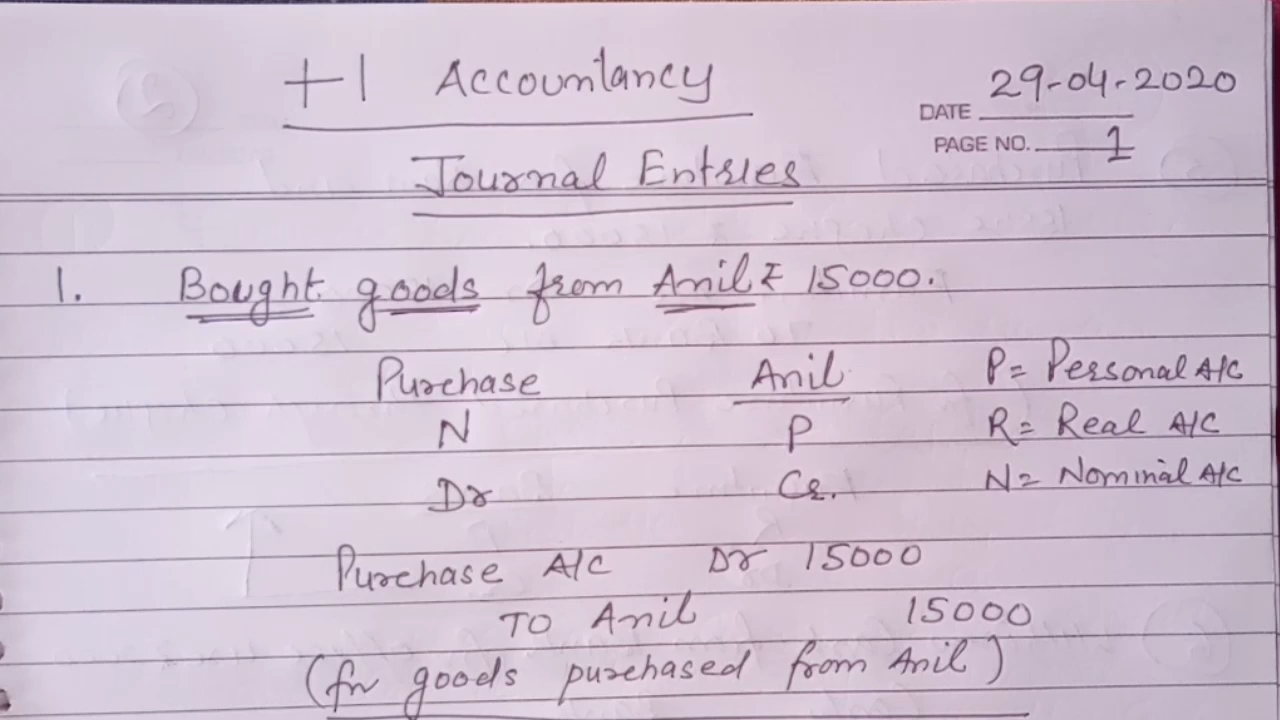 +1 Accountancy
29-04-2020
DATE
PAGE NO. 1
Journal Entries
1. Bought goods from Anil ₹ 15000.
Purchase Anil P= Personal A/c
N P R= Real A/c
Dr Cr. N= Nominal A/c
Purchase A/c Dr 15000
TO Anil 15000
(for goods purchased from Anil)